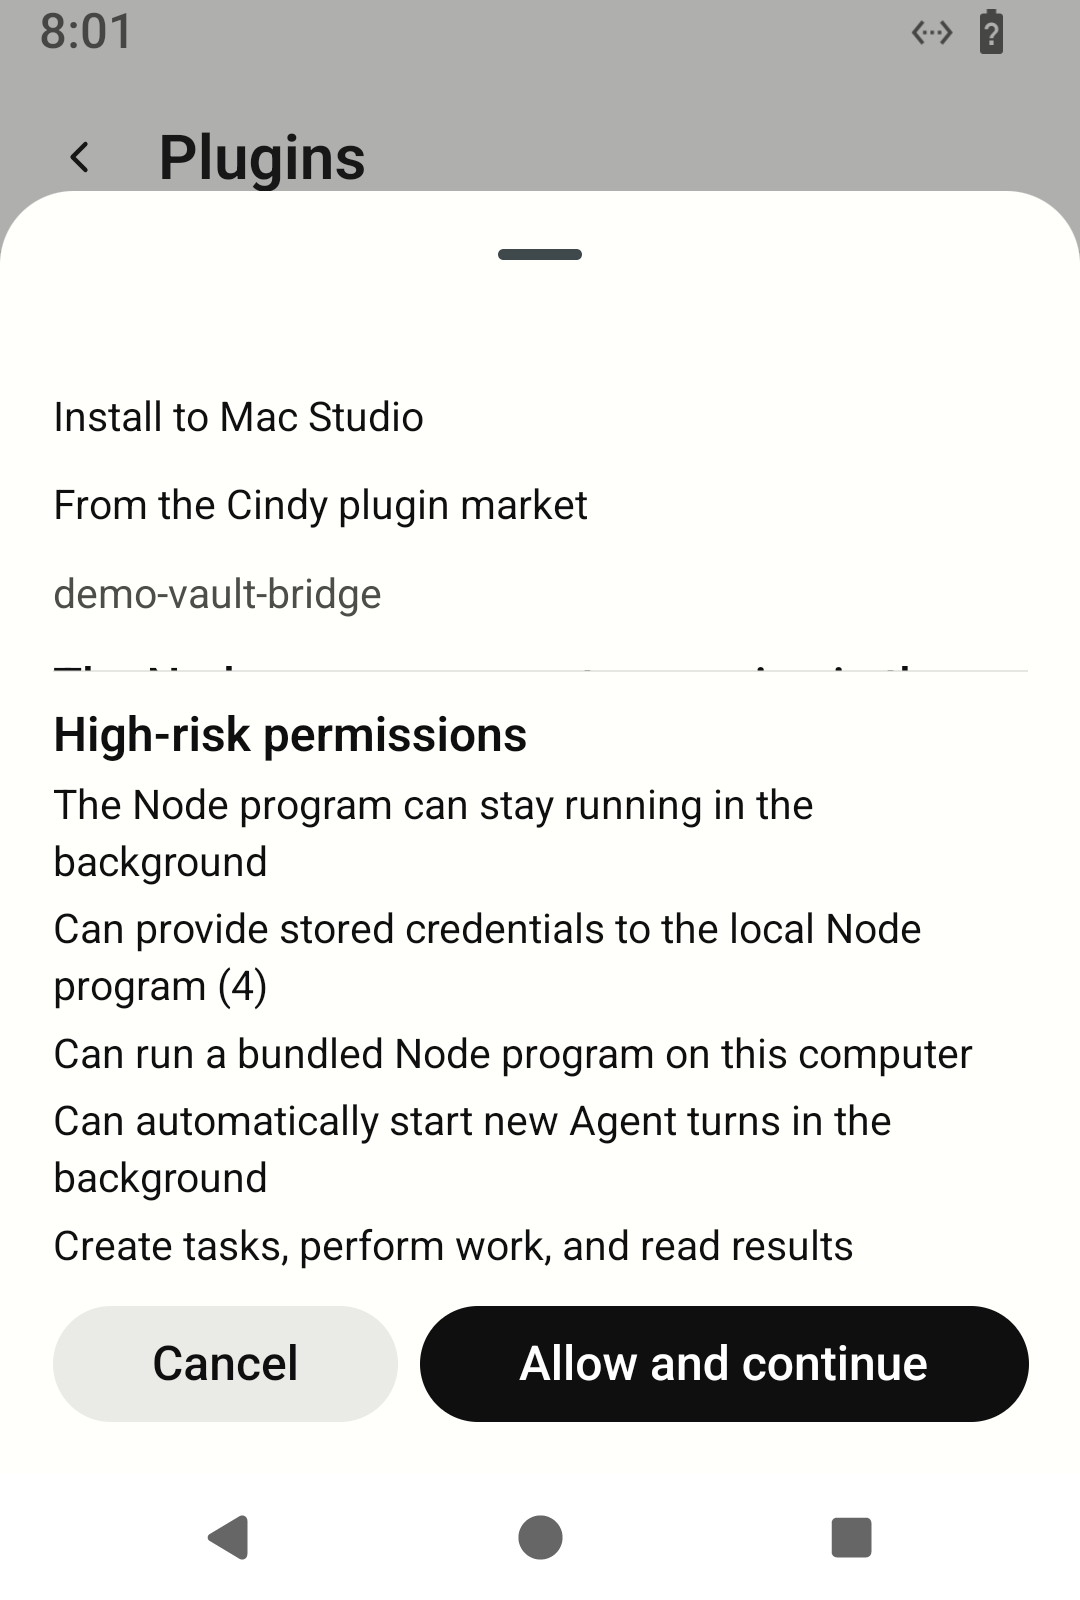 8:01
Plugins
Install to Mac Studio
From the Cindy plugin market
demo-vault-bridge
High-risk permissions
The Node program can stay running in the
background
Can provide stored credentials to the local Node
program (4)
Can run a bundled Node program on this computer
Can automatically start new Agent turns in the
background
Create tasks, perform work, and read results
Cancel
Allow and continue